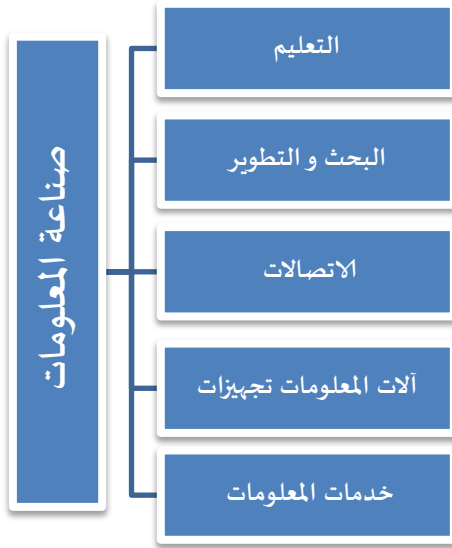 صناعة المعلومات
التعليم
البحث و التطوير
الاتصالات
آلات المعلومات تجهيزات
خدمات المعلومات